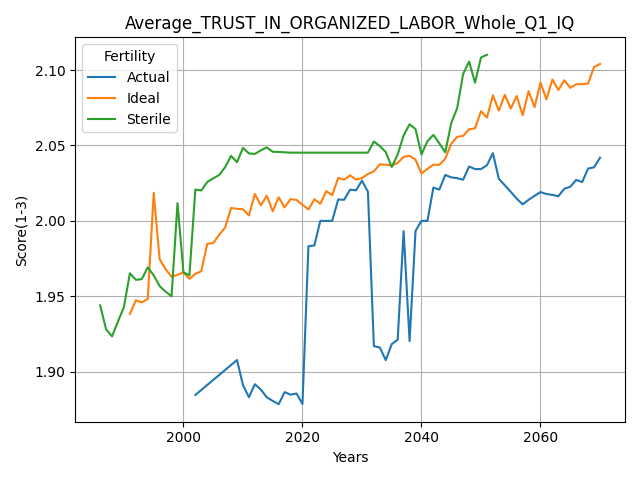 Average_TRUST_IN_ORGANIZED_LABOR_Whole_Q1_IQ
Fertility
Actual
Ideal
Sterile
Score(1-3)
2.10
2.05
2.00
1.95
1.90
2000 2020 2040 2060
Years